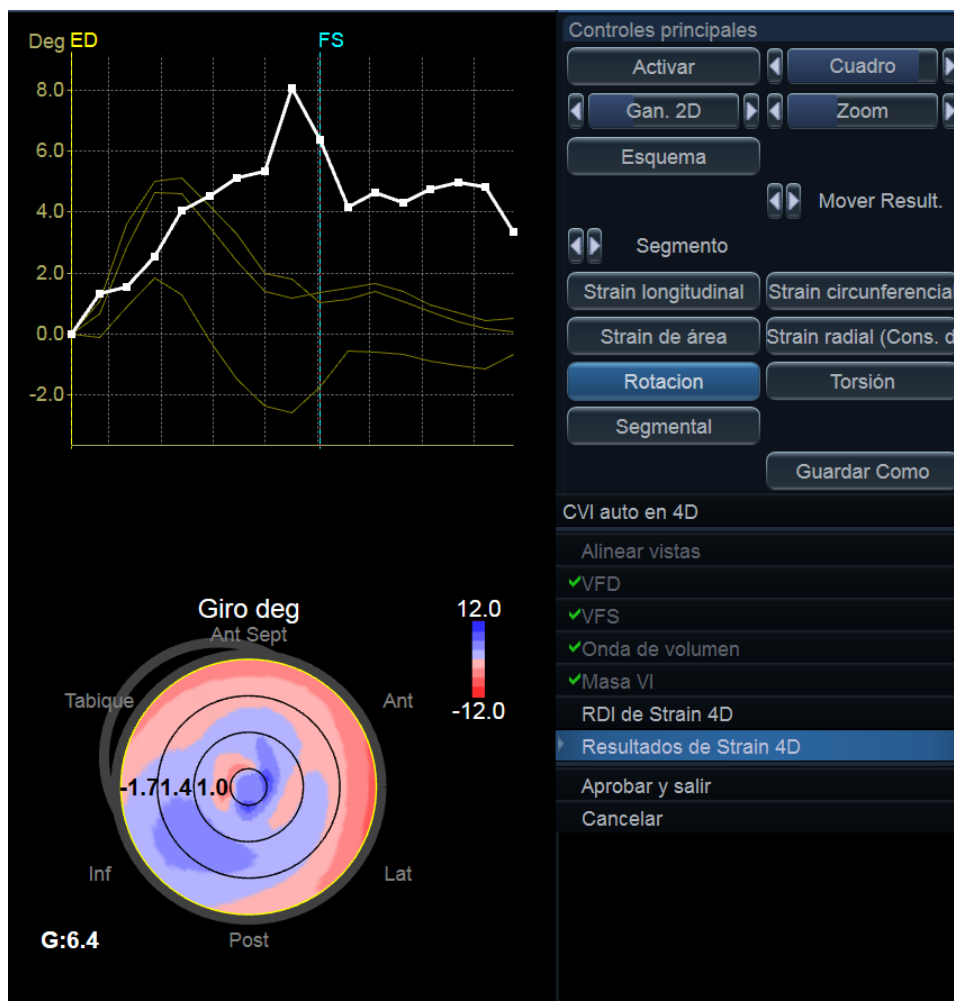 Deg ED FS
8.0
6.0
4.0
2.0
0.0
-2.0
Giro deg
12.0
-12.0
Ant Sept
Tabique
Ant
-1.7 1.4 1.0
Inf
Lat
Post
G:6.4
Controles principales
Activar Cuadro
Gan. 2D Zoom
Esquema
Mover Result.
Segmento
Strain longitudinal Strain circunferencial
Strain de área Strain radial (Cons. d
Rotacion Torsión
Segmental
Guardar Como
CVI auto en 4D
Alinear vistas
VFD
VFS
Onda de volumen
Masa VI
RDI de Strain 4D
Resultados de Strain 4D
Aprobar y salir
Cancelar